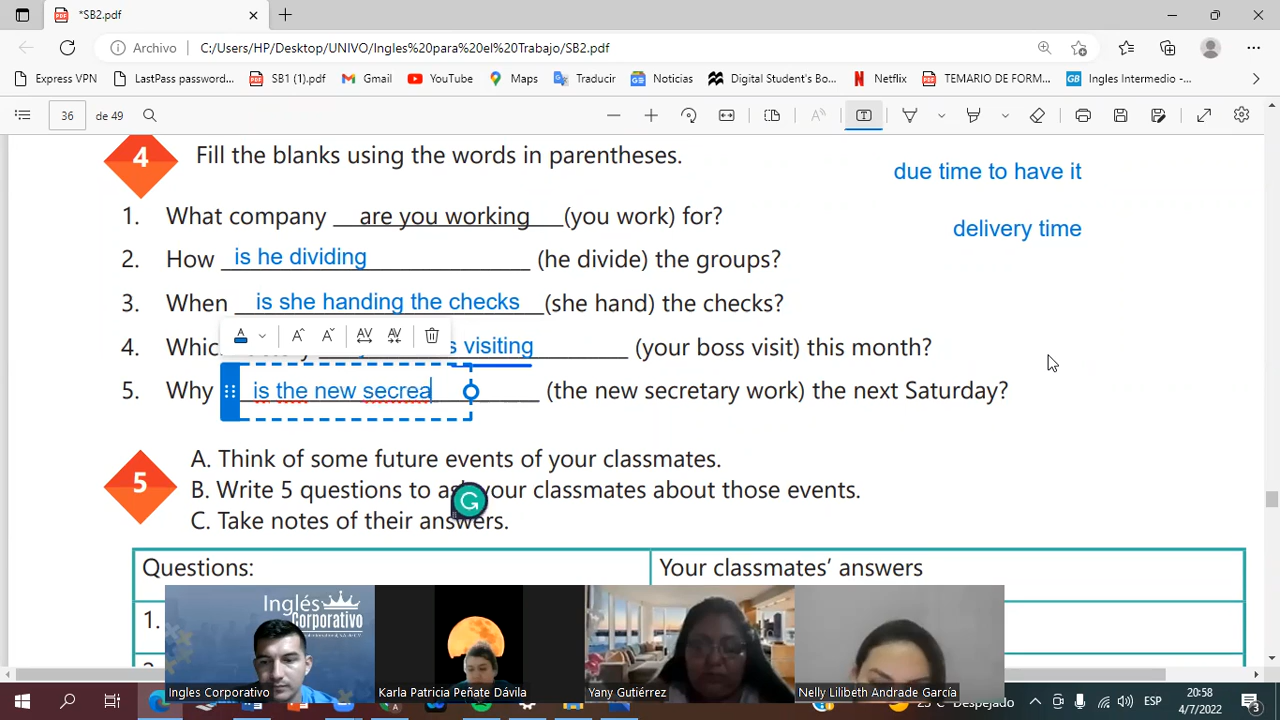 *SB2.pdf
Archivo C:/Users/HP/Desktop/UNIVO/Ingles%20para%20el%20Trabajo/SB2.pdf
Express VPN LastPass password... SB1 (1).pdf Gmail YouTube Maps Traducir Noticias Digital Student's Bo... Netflix TEMARIO DE FORM... Ingles Intermedio -...
36 de 49
4 Fill the blanks using the words in parentheses.
due time to have it
1. What company are you working (you work) for?
delivery time
2. How is he dividing (he divide) the groups?
3. When is she handing the checks (she hand) the checks?
4. visiting (your boss visit) this month?
5. Why is the new secrea (the new secretary work) the next Saturday?
5 A. Think of some future events of your classmates.
B. Write 5 questions to ask your classmates about those events.
C. Take notes of their answers.
Questions: Your classmates' answers
1.
Inglés Corporativo
Ingles Corporativo Karla Patricia Peñate Dávila Yany Gutiérrez Nelly Lilibeth Andrade García
Despejado ESP 20:58
4/7/2022